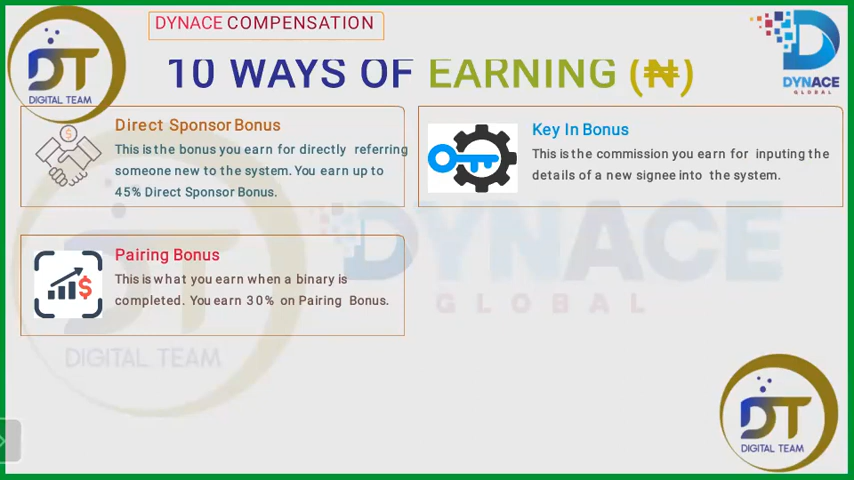 DYNACE COMPENSATION
10 WAYS OF EARNING (₦)
DT
DIGITAL TEAM
DYNACE
GLOBAL
Direct Sponsor Bonus
This is the bonus you earn for directly referring
someone new to the system. You earn up to
45% Direct Sponsor Bonus.
Key In Bonus
This is the commission you earn for inputing the
details of a new signee into the system.
Pairing Bonus
This is what you earn when a binary is
completed. You earn 30% on Pairing Bonus.
DYNACE
GLOBAL
DIGITAL TEAM
DT
DIGITAL TEAM